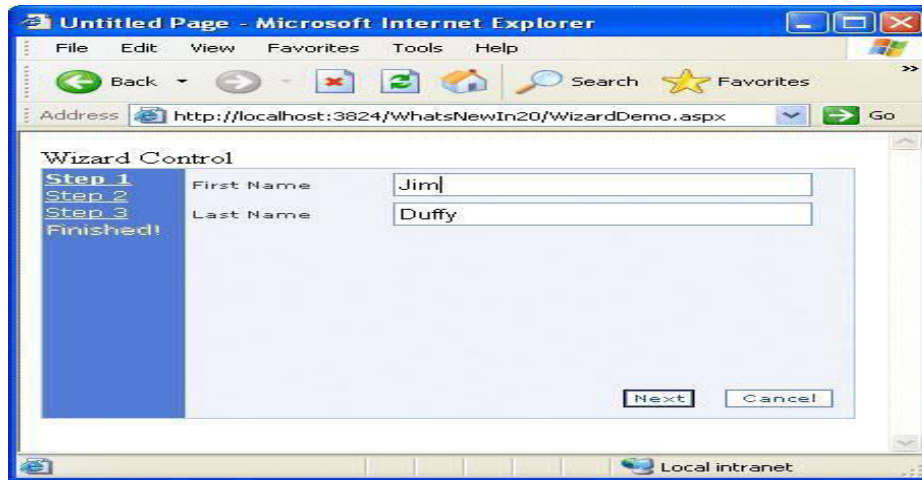 Untitled Page - Microsoft Internet Explorer
File Edit View Favorites Tools Help
Back Search Favorites »
Address http://localhost:3824/WhatsNewIn20/WizardDemo.aspx Go
Wizard Control
Step 1
Step 2
Step 3
Finished!
First Name Jim
Last Name Duffy
Next Cancel
Local intranet